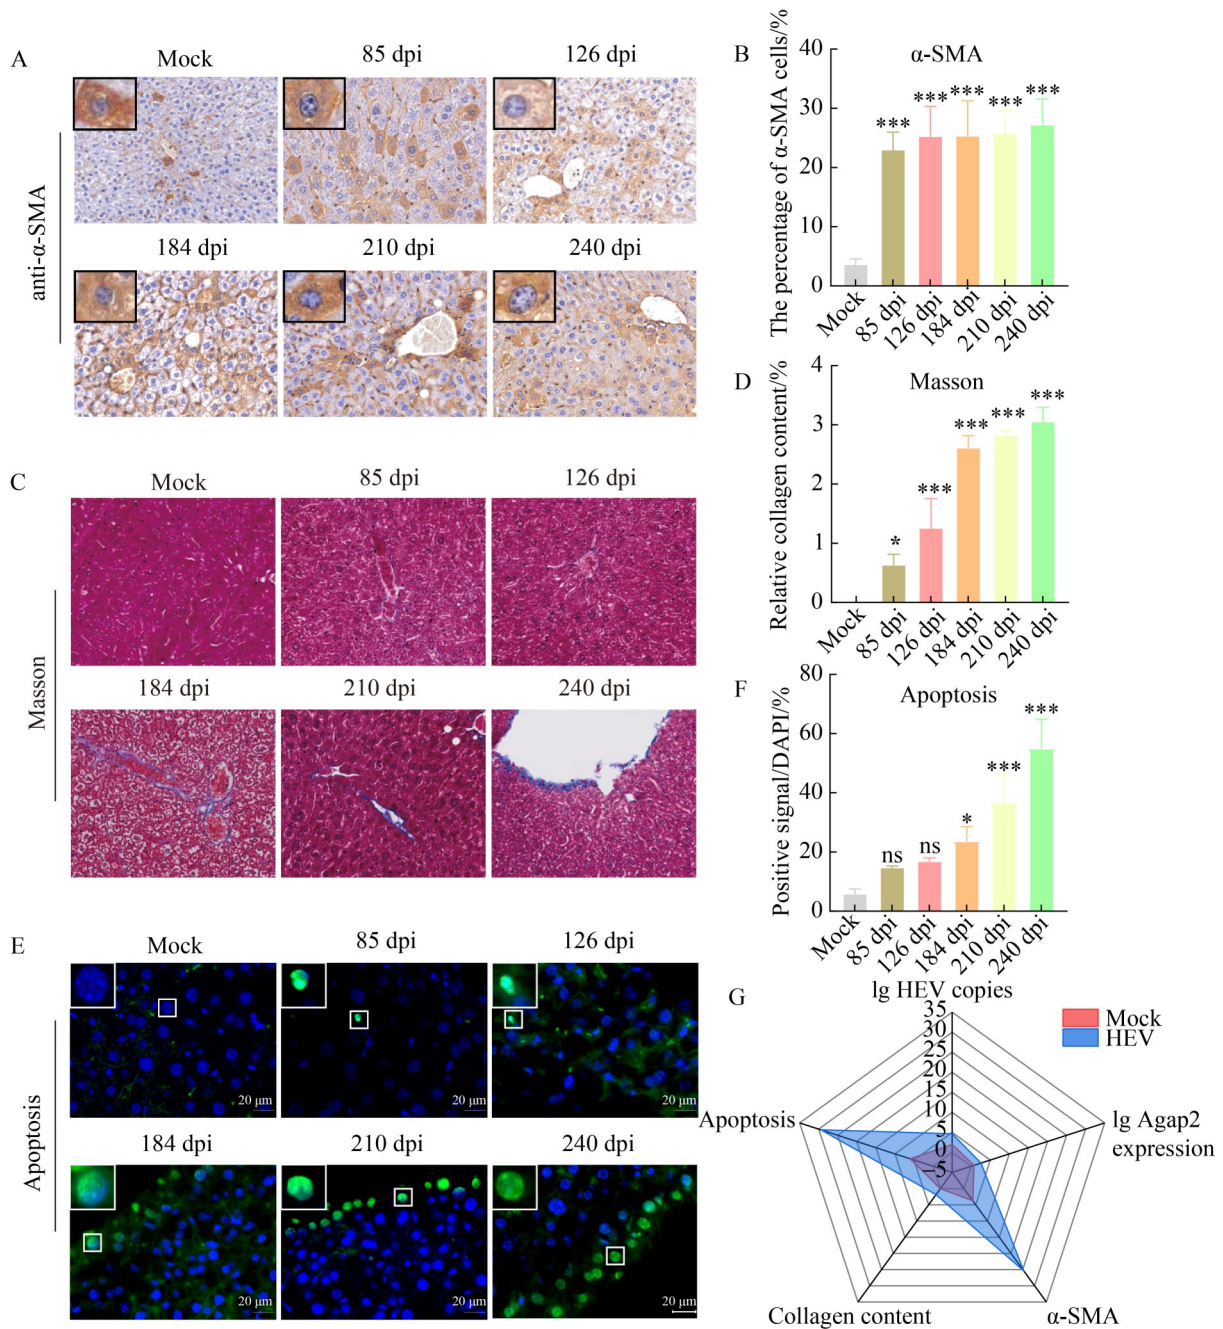 A
Mock
85 dpi
126 dpi
anti-α-SMA
184 dpi
210 dpi
240 dpi
B
α-SMA
The percentage of α-SMA cells/%
40
30
20
10
0
***
***
***
***
***
Mock
85 dpi
126 dpi
184 dpi
210 dpi
240 dpi
C
Mock
85 dpi
126 dpi
Masson
184 dpi
210 dpi
240 dpi
D
Masson
Relative collagen content/%
4
3
2
1
0
*
***
***
***
***
Mock
85 dpi
126 dpi
184 dpi
210 dpi
240 dpi
E
Mock
85 dpi
126 dpi
20 μm
20 μm
20 μm
Apoptosis
184 dpi
210 dpi
240 dpi
20 μm
20 μm
20 μm
F
Apoptosis
Positive signal/DAPI/%
80
60
40
20
0
ns
ns
*
***
***
Mock
85 dpi
126 dpi
184 dpi
210 dpi
240 dpi
G
lg HEV copies
35
30
25
20
15
10
5
0
−5
Mock
HEV
Apoptosis
lg Agap2
expression
Collagen content
α-SMA